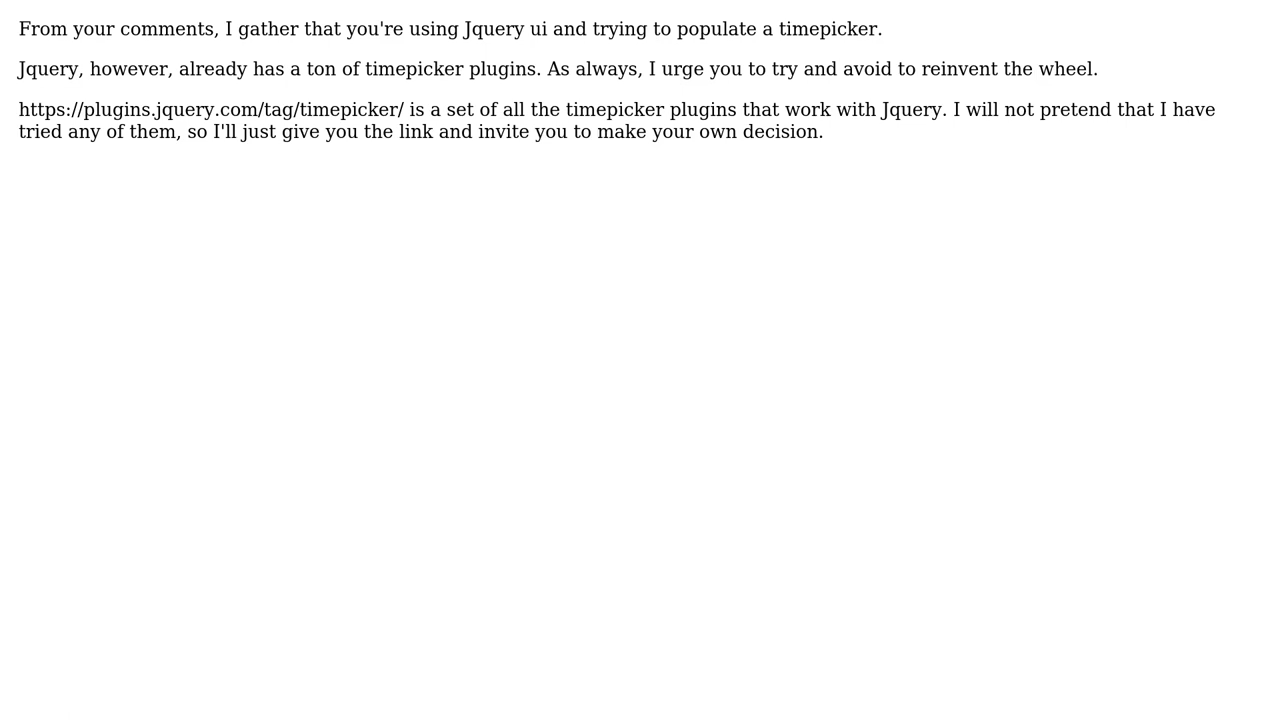 From your comments, I gather that you're using Jquery ui and trying to populate a timepicker.
Jquery, however, already has a ton of timepicker plugins. As always, I urge you to try and avoid to reinvent the wheel.
https://plugins.jquery.com/tag/timepicker/ is a set of all the timepicker plugins that work with Jquery. I will not pretend that I have
tried any of them, so I'll just give you the link and invite you to make your own decision.